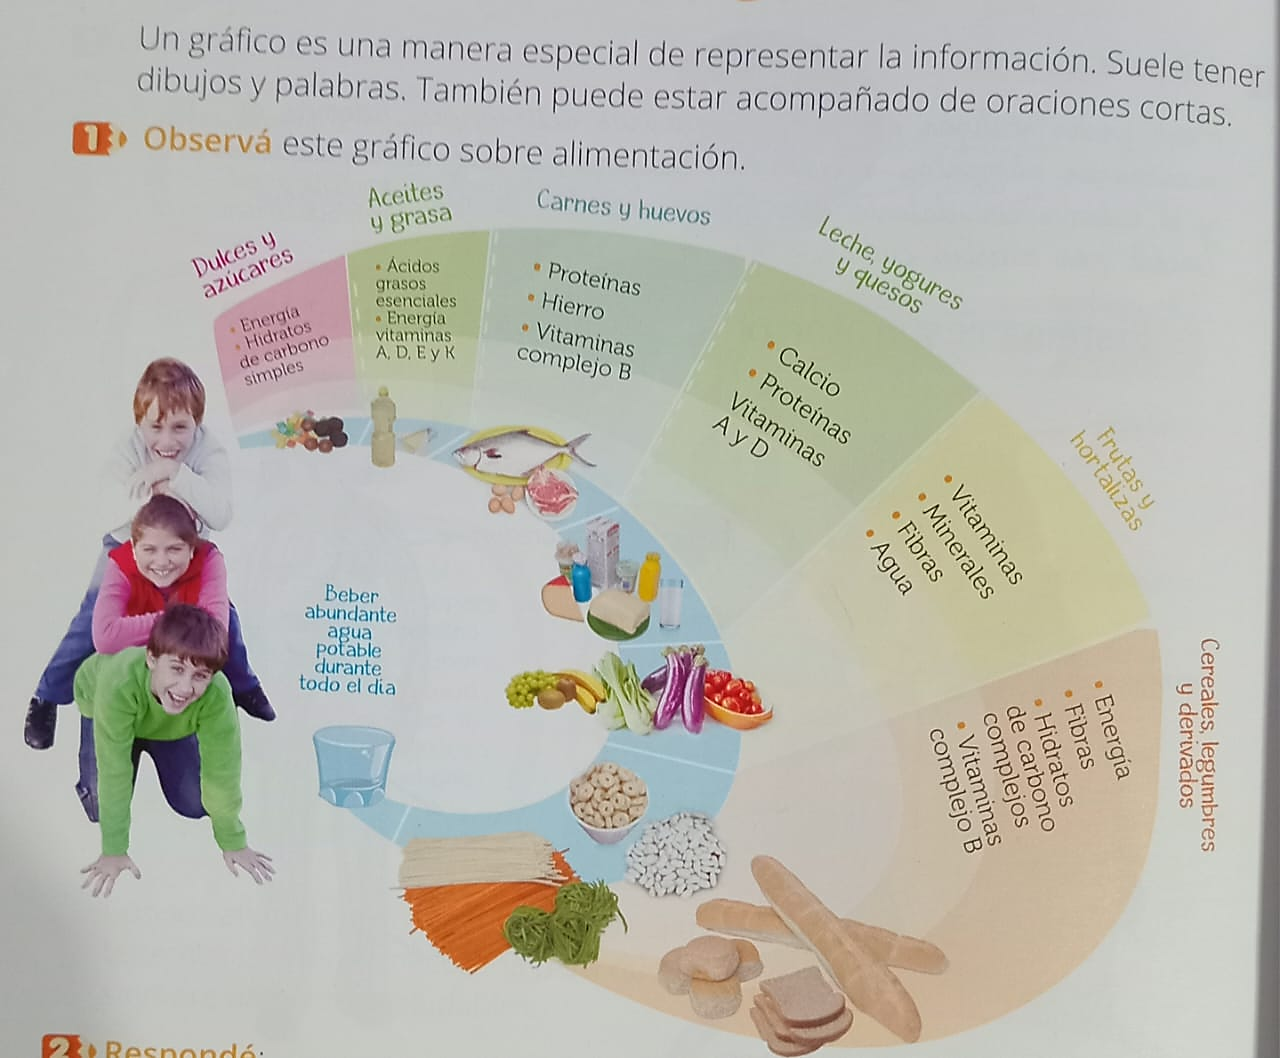 Un gráfico es una manera especial de representar la información. Suele tener
dibujos y palabras. También puede estar acompañado de oraciones cortas.
1 Observá este gráfico sobre alimentación.
Dulces y
azúcares
• Energía
• Hidratos
de carbono
simples
Aceites
y grasa
• Ácidos
grasos
esenciales
• Energía
vitaminas
A, D, E y K
Carnes y huevos
• Proteínas
• Hierro
• Vitaminas
complejo B
Leche, yogures
y quesos
• Calcio
• Proteínas
Vitaminas
A y D
Frutas y
hortalizas
• Vitaminas
• Minerales
• Fibras
• Agua
Cereales, legumbres
y derivados
• Energía
• Fibras
• Hidratos
de carbono
complejos
• Vitaminas
complejo B
Beber
abundante
agua
potable
durante
todo el día
2 Respondé: